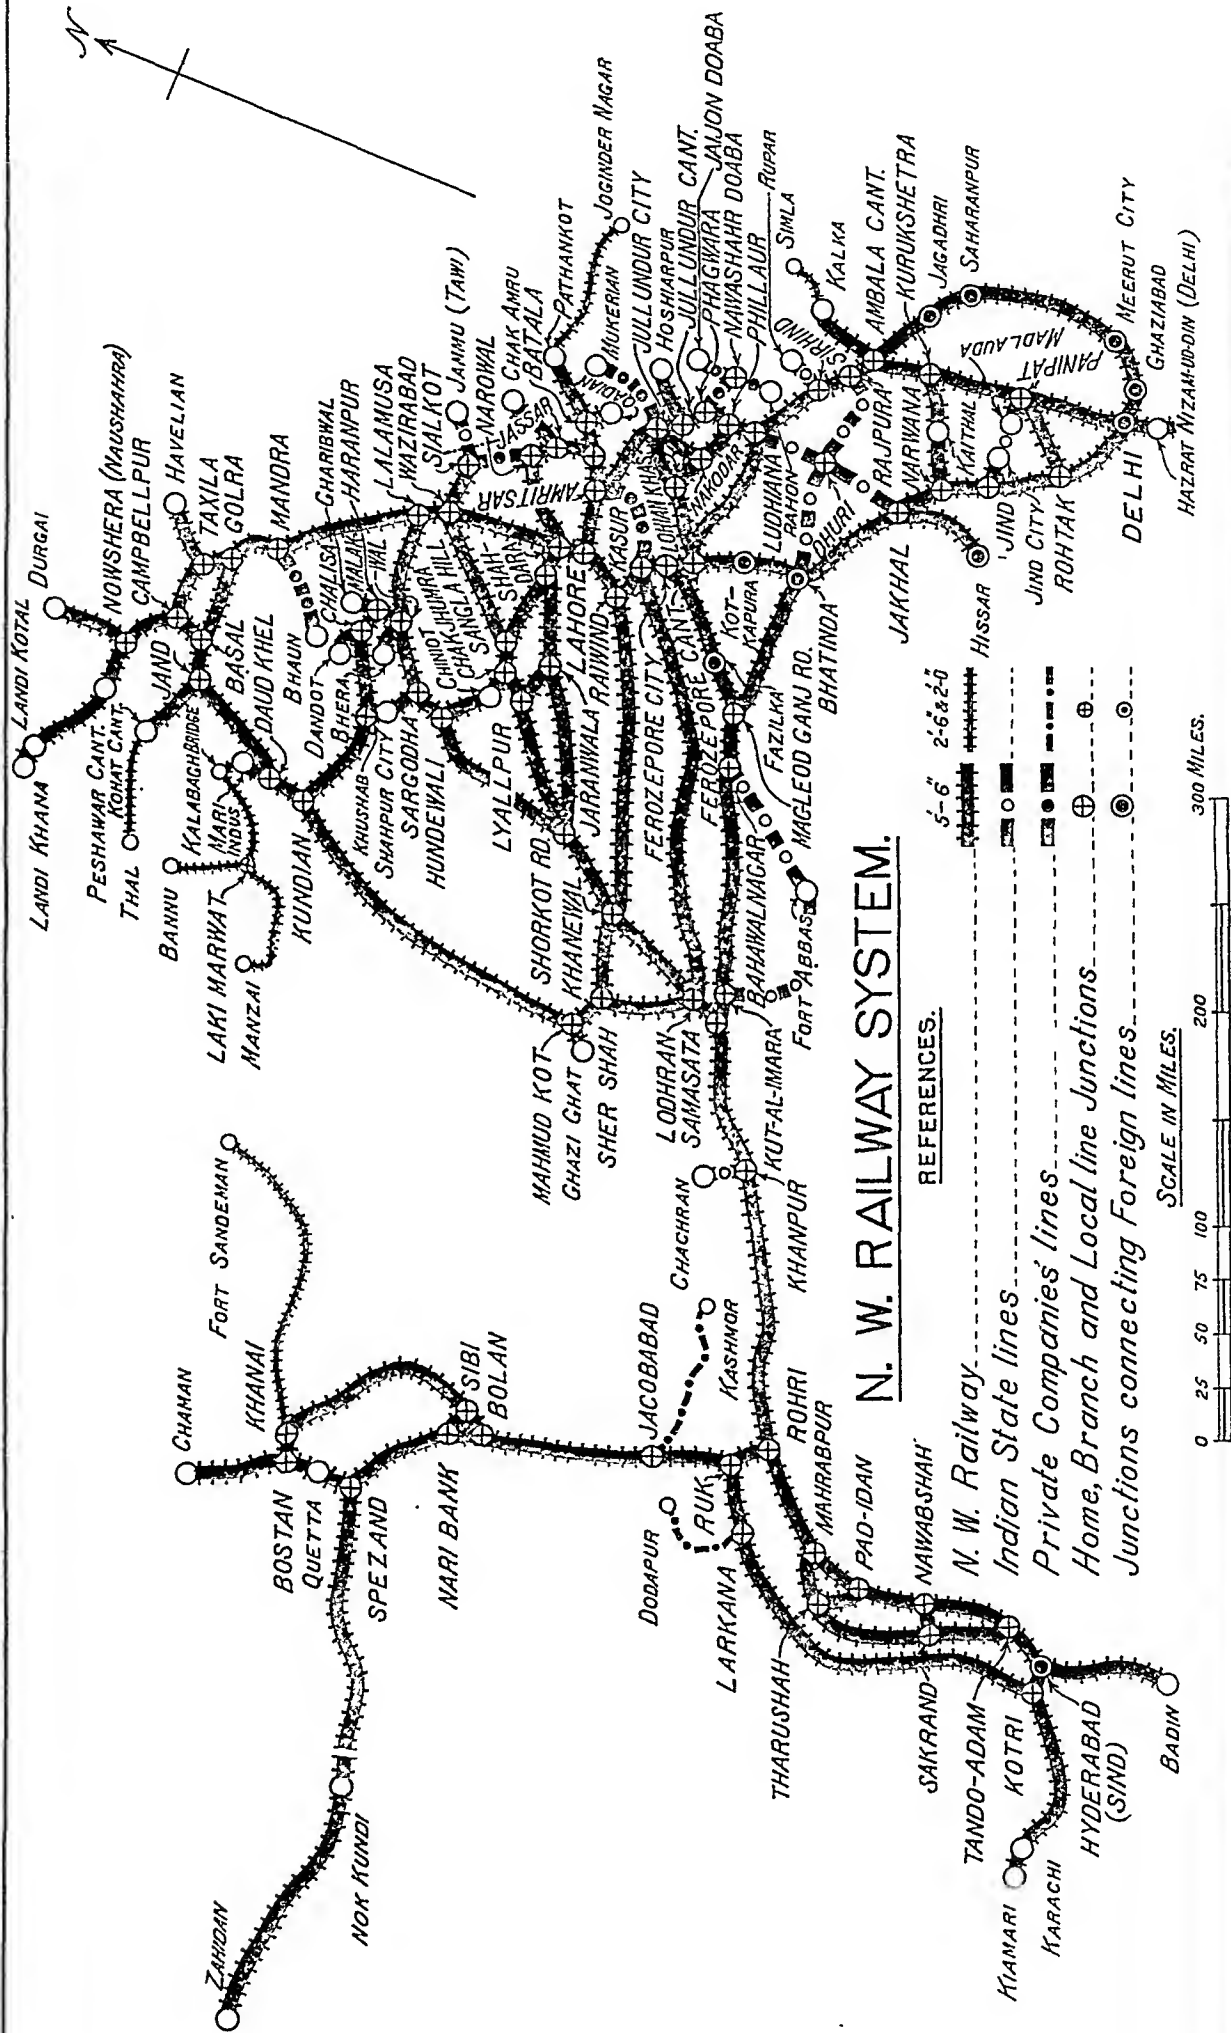 N
LANDI KOTAL
LANDI KHANA
DURGAI
PESHAWAR CANT.
NOWSHERA (NAUSHAHRA)
CAMPBELLPUR
HAVELIAN
KOHAT CANT.
THAL
JAND
TAXILA
GOLRA
BASAL
MANDRA
BANNU
KALABAGHBRIDGE
MARI
INDUS
DAUD KHEL
BHAUN
GHARIBWAL
HARANPUR
CHALISA
MALAK-
WAL
LALAMUSA
WAZIRABAD
SIALKOT
LAKI MARWAT
MANZAI
KUNDIAN
DANDOT
BHERA
KHUSHAB
SHAHPUR CITY
SARGODHA
HUNDEWALI
CHINIOT
CHAKJHUMRA
SANGLA HILL
SHAH-
DARA
JAMMU (TAWI)
NAROWAL
CHAK AMRU
JASSAR
BATALA
PATHANKOT
JOGINDER NAGAR
QADIAN
MUKERIAN
AMRITSAR
JULLUNDUR CITY
HOSHIARPUR
JULLUNDUR CANT.
JAIJON DOABA
PHAGWARA
NAWASHAHR DOABA
PHILLAUR
RUPAR
SIMLA
KALKA
SIRHIND
AMBALA CANT.
KURUKSHETRA
JAGADHRI
SAHARANPUR
LYALLPUR
SHORKOT RD.
KHANEWAL
JARANWALA
LAHORE
RAIWIND
KASUR
LOHIAN KHAS
NAKODAR
LUDHIANA
PAHON
DHURI
RAJPURA
NARWANA
KAITHAL
PANIPAT
MADLAUDA
FEROZEPORE CITY
FEROZEPORE CANT.
KOT-
KAPURA
FAZILKA
MACLEOD GANJ RD.
BHATINDA
JAKHAL
HISSAR
JIND
JIND CITY
ROHTAK
DELHI
MEERUT CITY
GHAZIABAD
HAZRAT NIZAM-UD-DIN (DELHI)
MAHMUD KOT
GHAZI GHAT
SHER SHAH
LODHRAN
SAMASATA
BAHAWALNAGAR
FORT ABBAS
KUT-AL-IMARA
CHACHRAN
KHANPUR
FORT SANDEMAN
CHAMAN
KHANAI
BOSTAN
QUETTA
SPEZAND
SIBI
BOLAN
NARI BANK
ZAHIDAN
NOK KUNDI
JACOBABAD
KASHMOR
DODAPUR
RUK
LARKANA
ROHRI
MAHRABPUR
PAD-IDAN
NAWABSHAH
THARUSHAH
SAKRAND
TANDO-ADAM
KOTRI
HYDERABAD
(SIND)
BADIN
KIAMARI
KARACHI
N. W. RAILWAY SYSTEM.
REFERENCES.
5'-6" 2'-6" & 2'-0"
N. W. Railway
Indian State lines
Private Companies' lines
Home, Branch and Local line Junctions
Junctions connecting Foreign lines
SCALE IN MILES.
0 25 50 75 100 200 300 MILES.